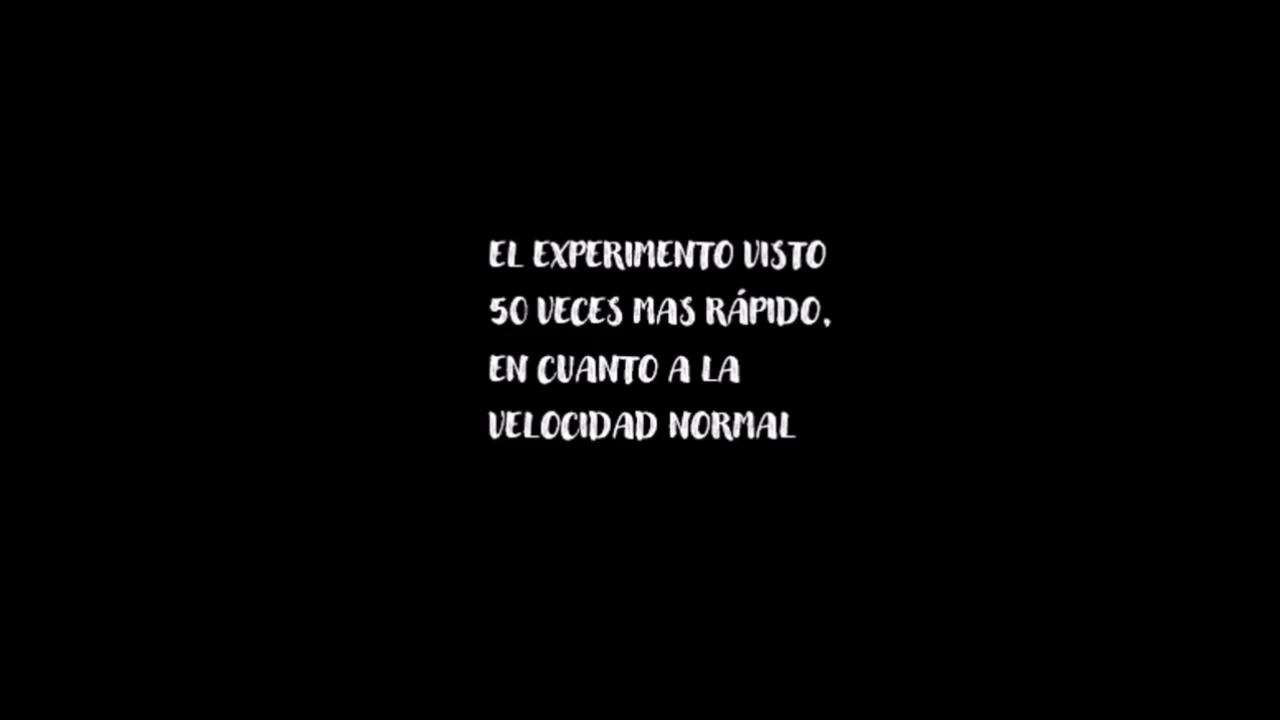 EL EXPERIMENTO VISTO
50 VECES MAS RÁPIDO,
EN CUANTO A LA
VELOCIDAD NORMAL